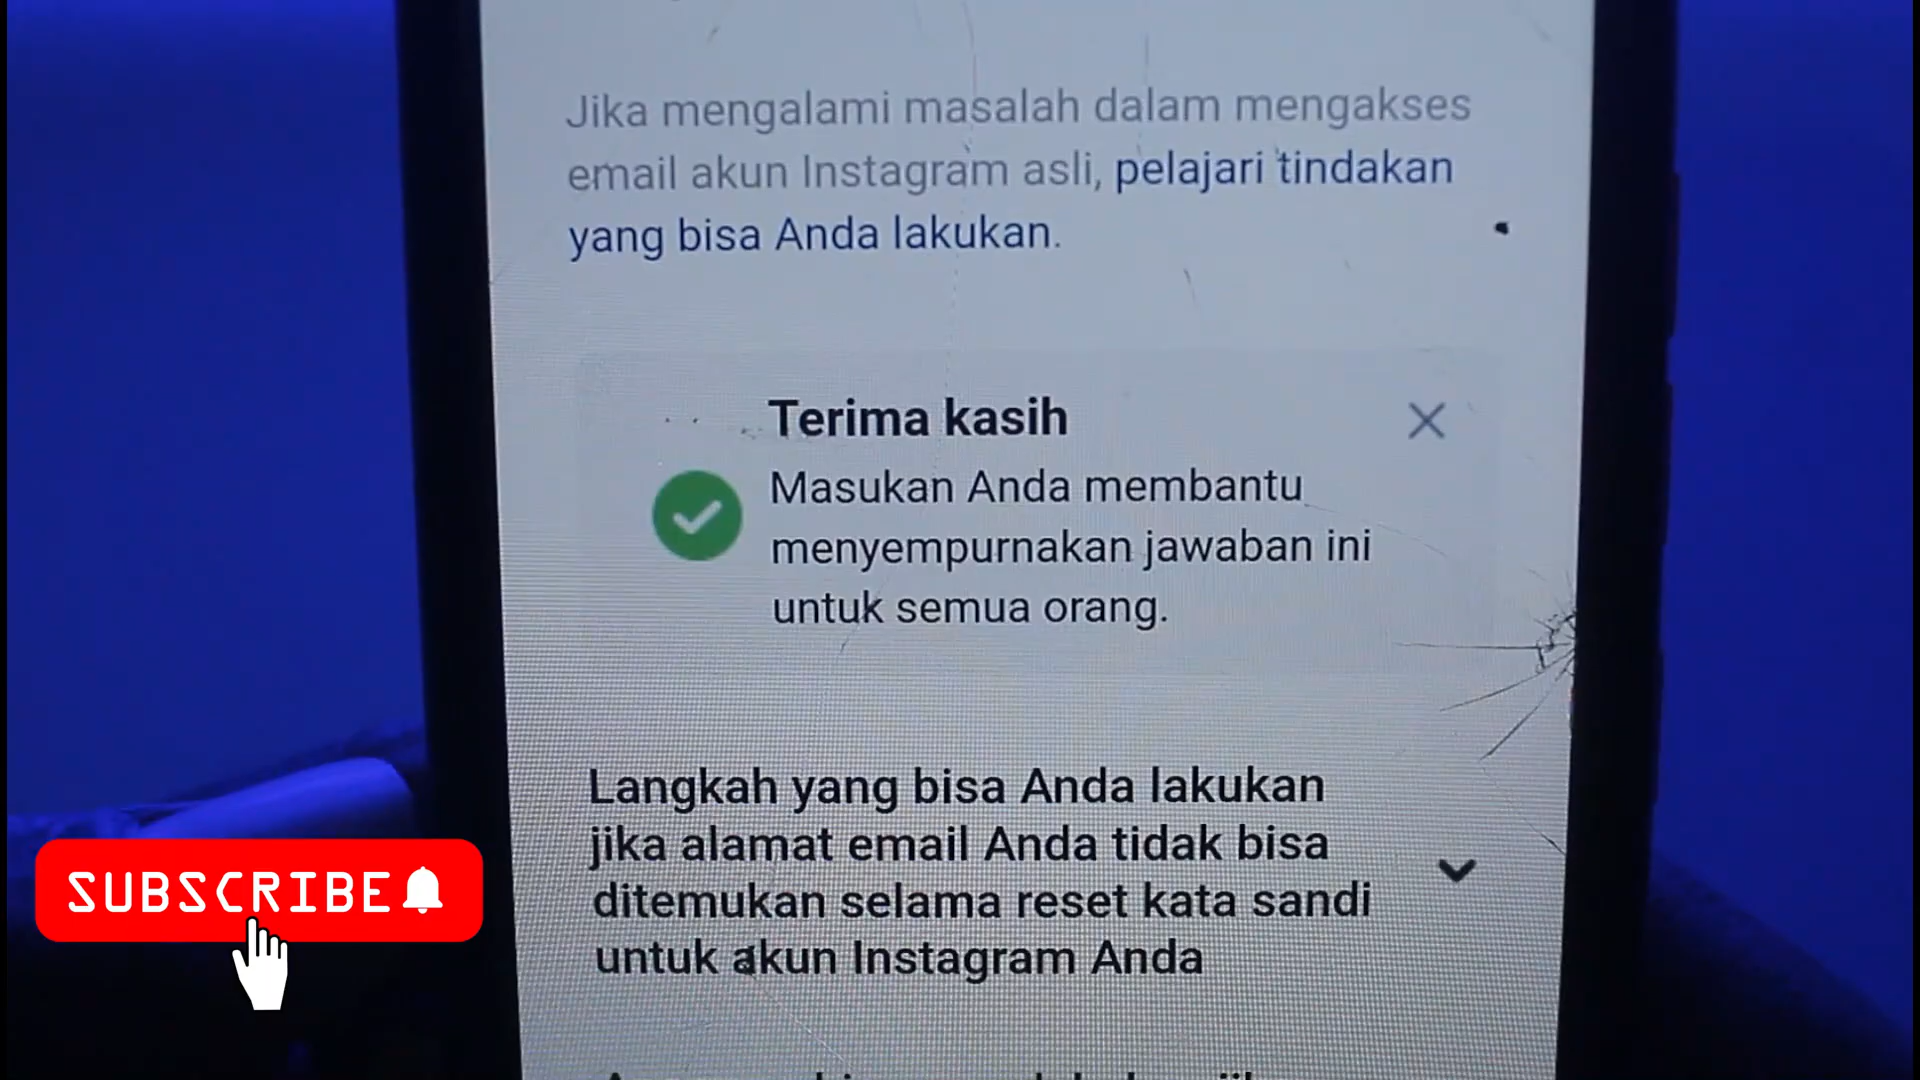 Jika mengalami masalah dalam mengakses
email akun Instagram asli, pelajari tindakan
yang bisa Anda lakukan.
Terima kasih
Masukan Anda membantu
menyempurnakan jawaban ini
untuk semua orang.
Langkah yang bisa Anda lakukan
jika alamat email Anda tidak bisa
ditemukan selama reset kata sandi
untuk akun Instagram Anda
SUBSCRIBE